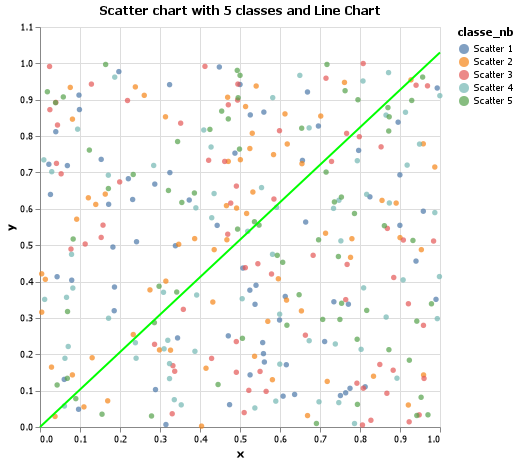 Scatter chart with 5 classes and Line Chart
1.1
1.0
0.9
0.8
0.7
0.6
0.5
0.4
0.3
0.2
0.1
0.0
y
0.0 0.1 0.2 0.3 0.4 0.5 0.6 0.7 0.8 0.9 1.0
x
classe_nb
Scatter 1
Scatter 2
Scatter 3
Scatter 4
Scatter 5